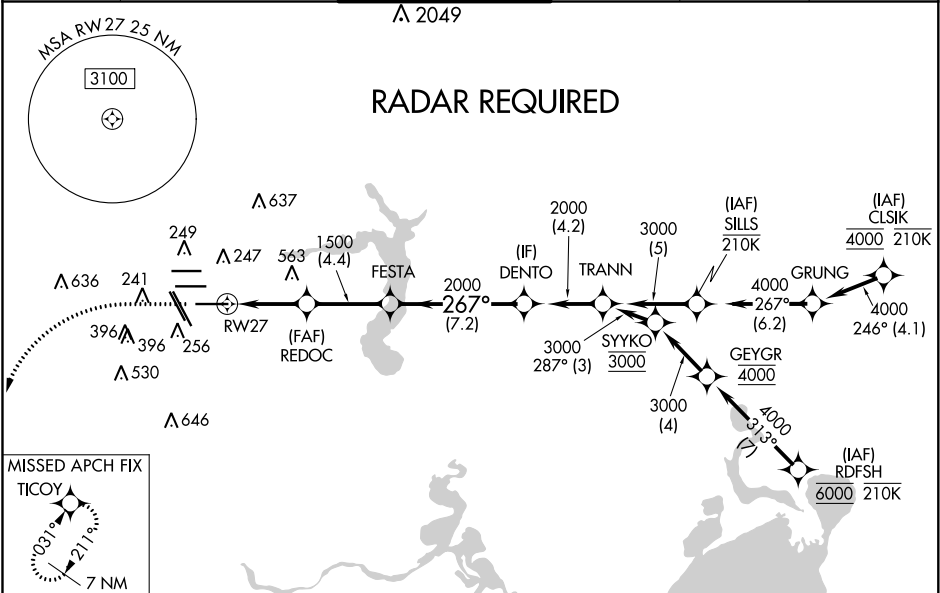 2049
MSA RW27 25 NM
3100
RADAR REQUIRED
637
249
247
563
1500
(4.4)
FESTA
2000
267°
(7.2)
(IF)
DENTO
2000
(4.2)
TRANN
3000
(5)
(IAF)
SILLS
210K
4000
267°
(6.2)
GRUNG
(IAF)
CLSIK
4000 210K
4000
246° (4.1)
636
241
396
396
256
530
646
RW27
(FAF)
REDOC
3000
287° (3)
SYYKO
3000
GEYGR
4000
3000
(4)
4000
313°
(7)
(IAF)
RDFSH
6000 210K
MISSED APCH FIX
TICOY
031°
211°
7 NM